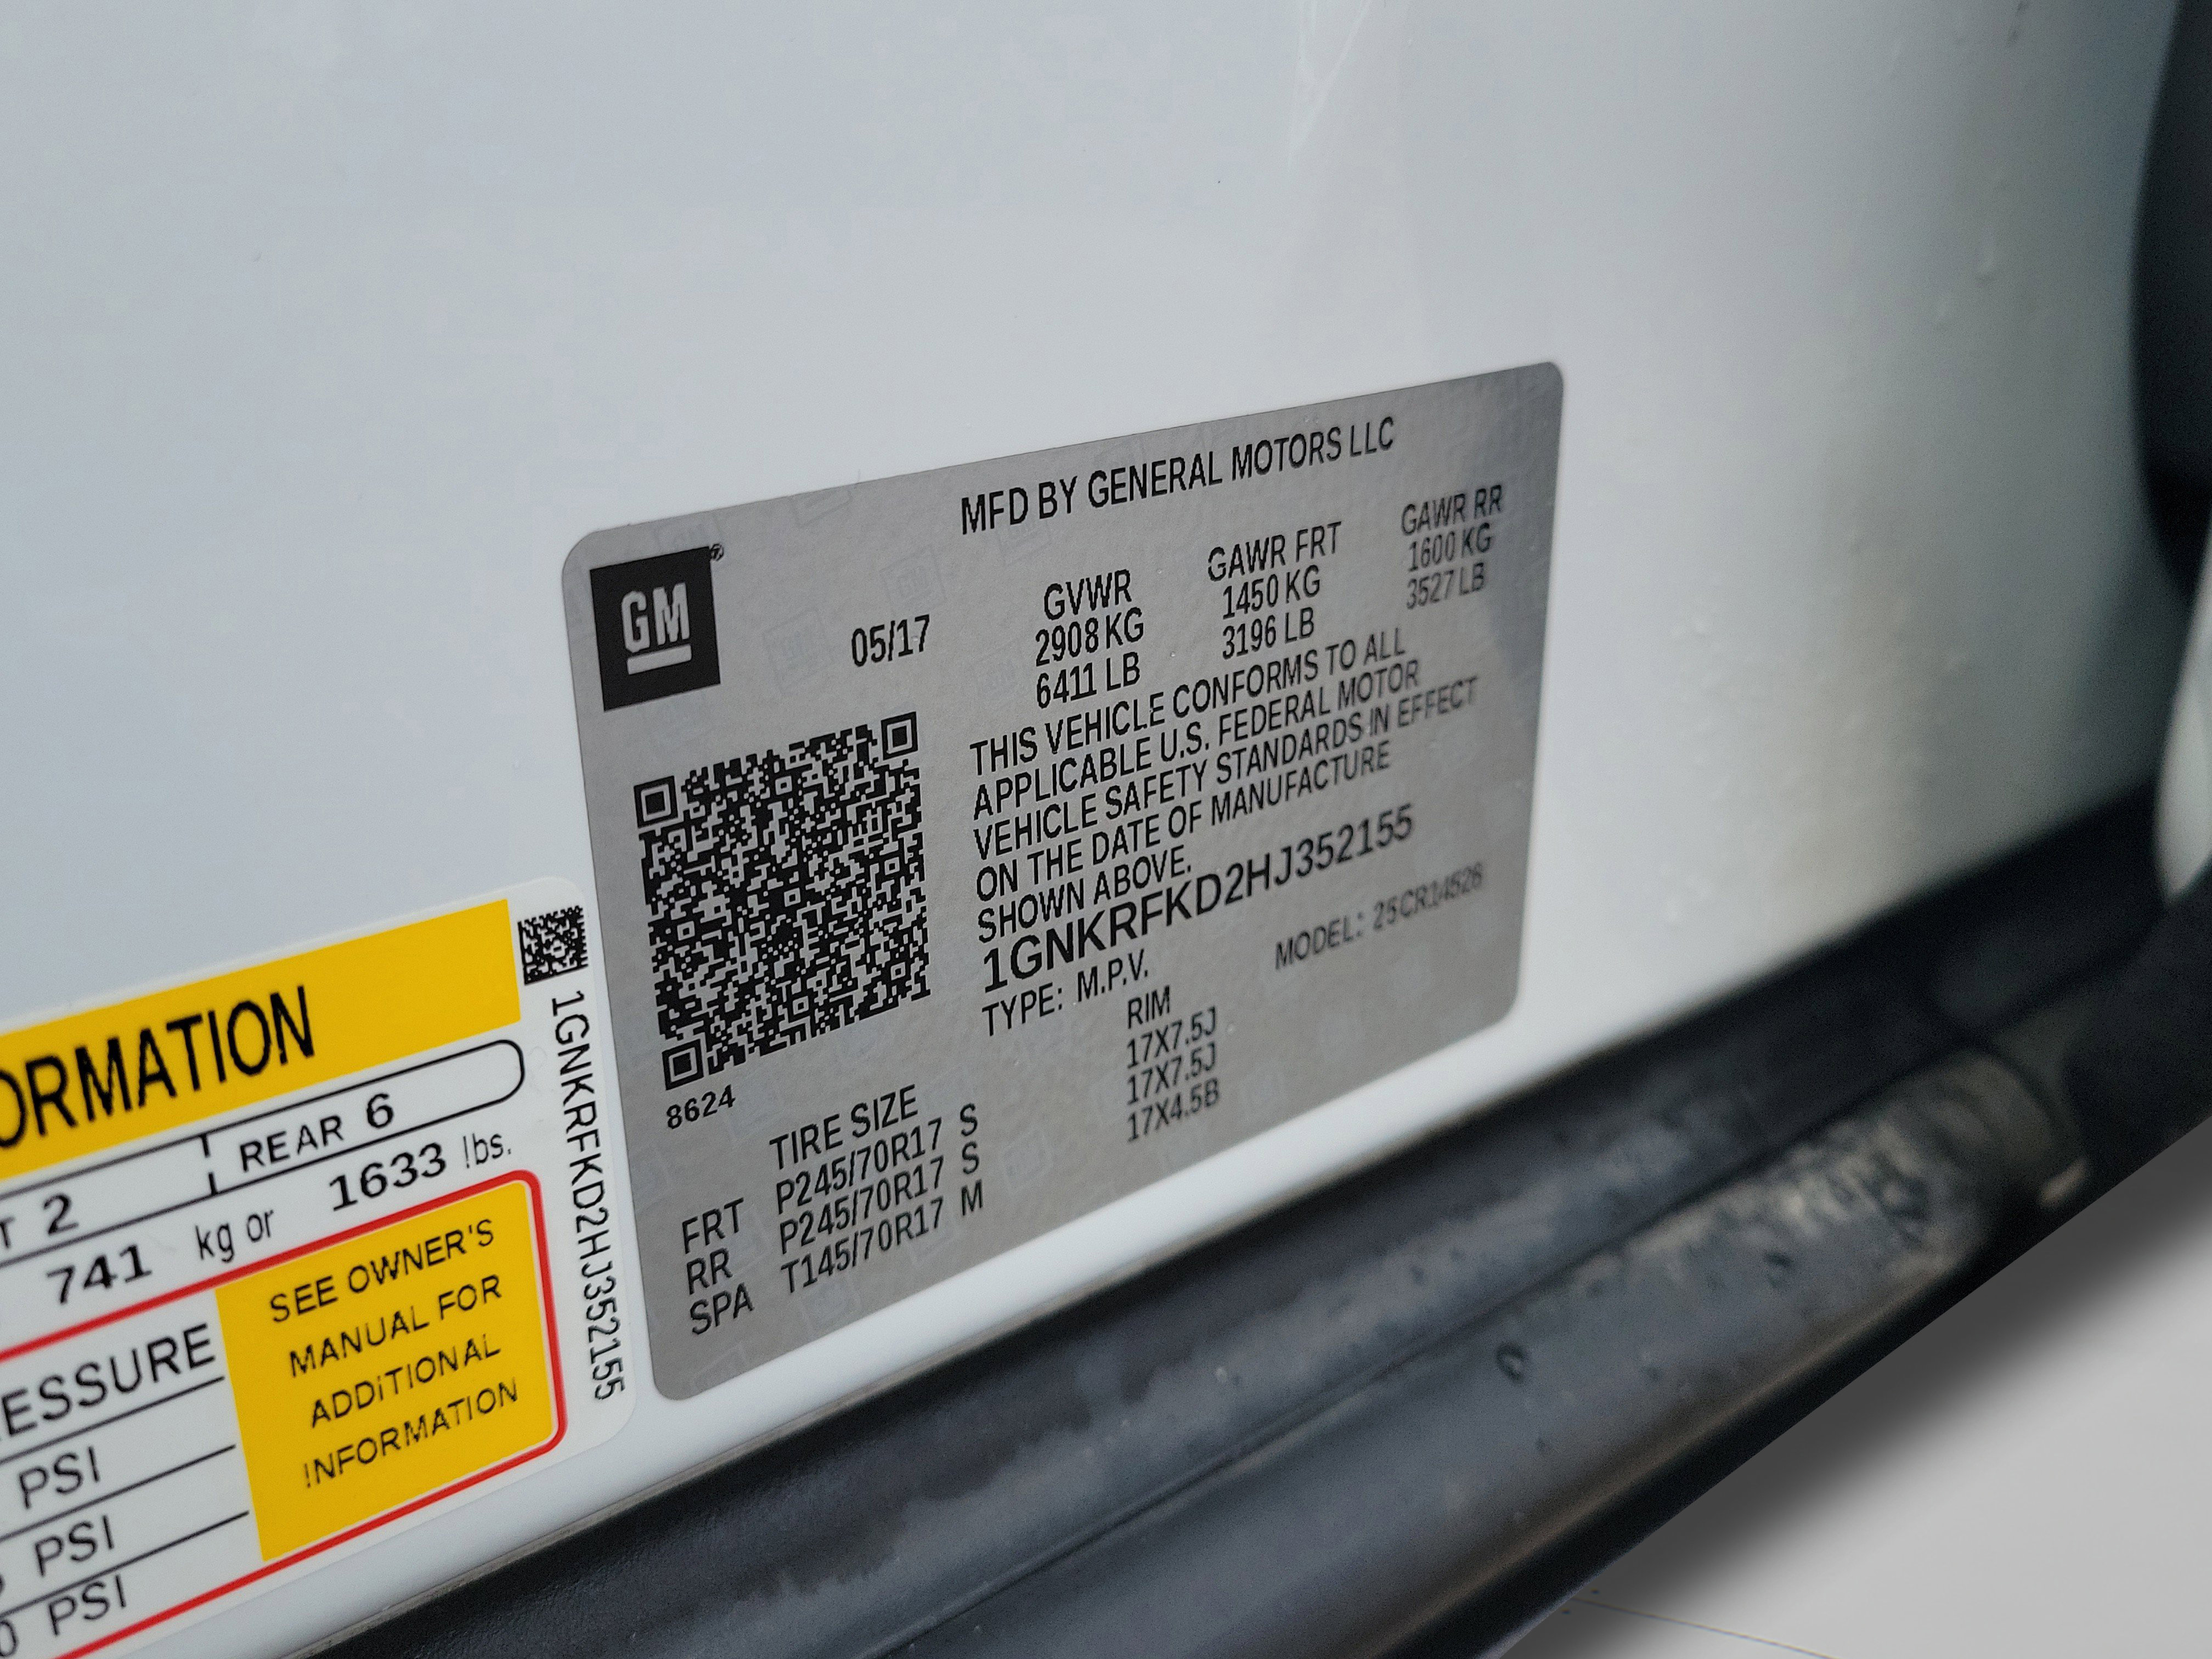 MFD BY GENERAL MOTORS LLC
GM®
05/17
GVWR
2908 KG
6411 LB
GAWR FRT
1450 KG
3196 LB
GAWR RR
1600 KG
3527 LB
THIS VEHICLE CONFORMS TO ALL
APPLICABLE U.S. FEDERAL MOTOR
VEHICLE SAFETY STANDARDS IN EFFECT
ON THE DATE OF MANUFACTURE
SHOWN ABOVE.
1GNKRFKD2HJ352155
TYPE: M.P.V.
MODEL: 25CR14526
8624
TIRE SIZE
RIM
FRT P245/70R17 S 17X7.5J
RR P245/70R17 S 17X7.5J
SPA T145/70R17 M 17X4.5B
1GNKRFKD2HJ352155
ORMATION
T 2
REAR 6
741 kg or 1633 lbs.
ESSURE
PSI
PSI
0 PSI
SEE OWNER'S
MANUAL FOR
ADDITIONAL
INFORMATION